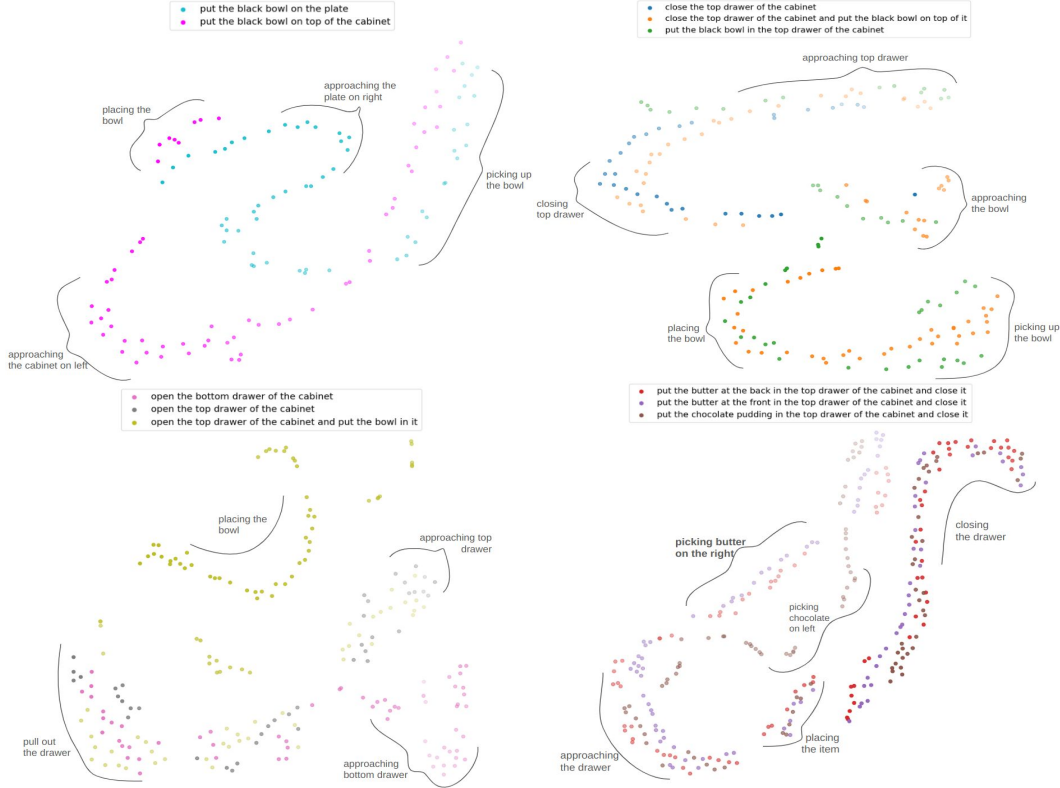 put the black bowl on the plate
put the black bowl on top of the cabinet
placing the
bowl
approaching the
plate on right
picking up
the bowl
approaching
the cabinet on left
close the top drawer of the cabinet
close the top drawer of the cabinet and put the black bowl on top of it
put the black bowl in the top drawer of the cabinet
approaching top drawer
closing
top drawer
approaching
the bowl
placing
the bowl
picking up
the bowl
open the bottom drawer of the cabinet
open the top drawer of the cabinet
open the top drawer of the cabinet and put the bowl in it
placing the
bowl
approaching top
drawer
pull out
the drawer
approaching
bottom drawer
put the butter at the back in the top drawer of the cabinet and close it
put the butter at the front in the top drawer of the cabinet and close it
put the chocolate pudding in the top drawer of the cabinet and close it
picking butter
on the right
closing
the drawer
picking
chocolate
on left
approaching
the drawer
placing
the item